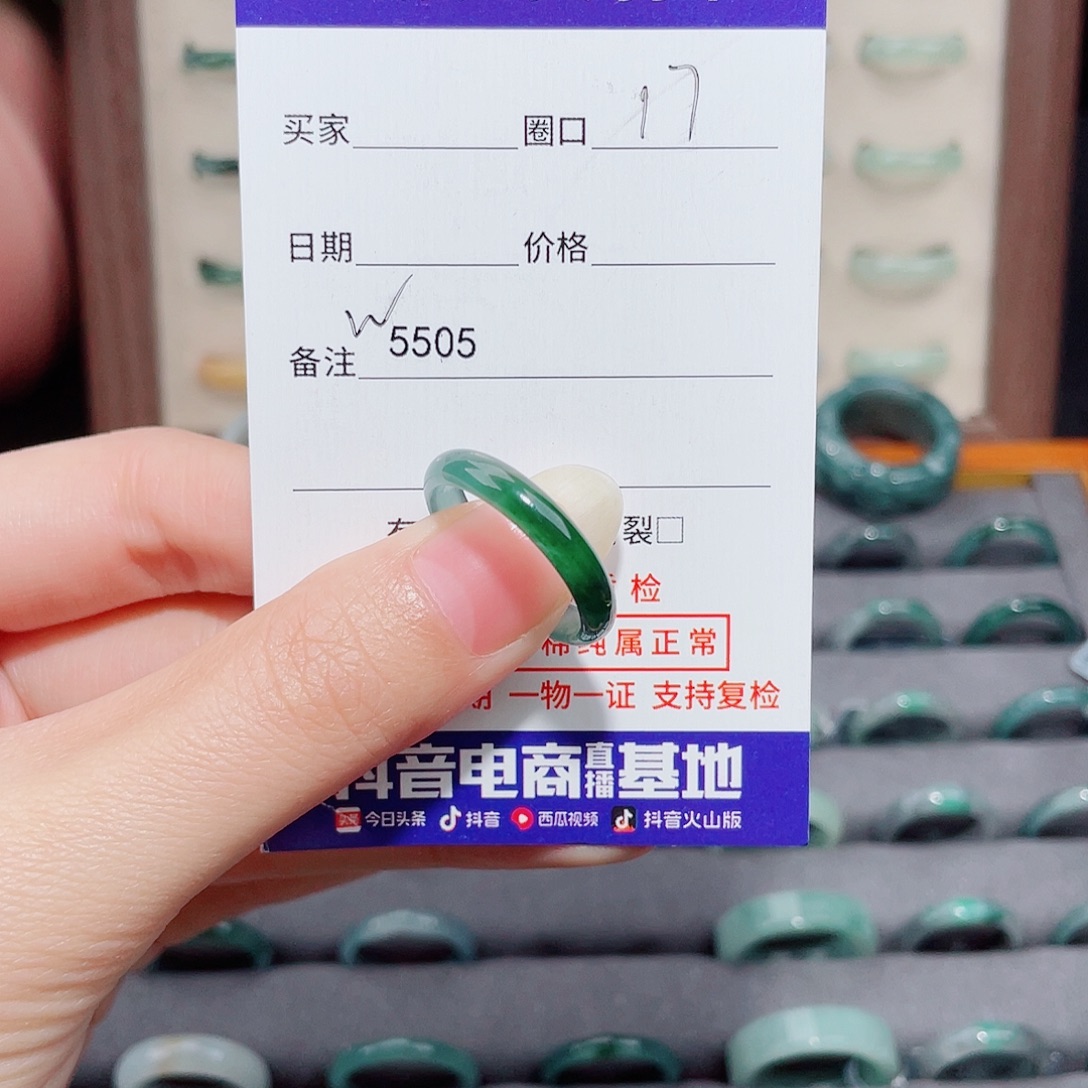 买家 圈口 17
日期 价格
备注 W5505
裂□
检
棉纯属正常
一物一证 支持复检
抖音电商直播基地
今日头条 抖音 西瓜视频 抖音火山版